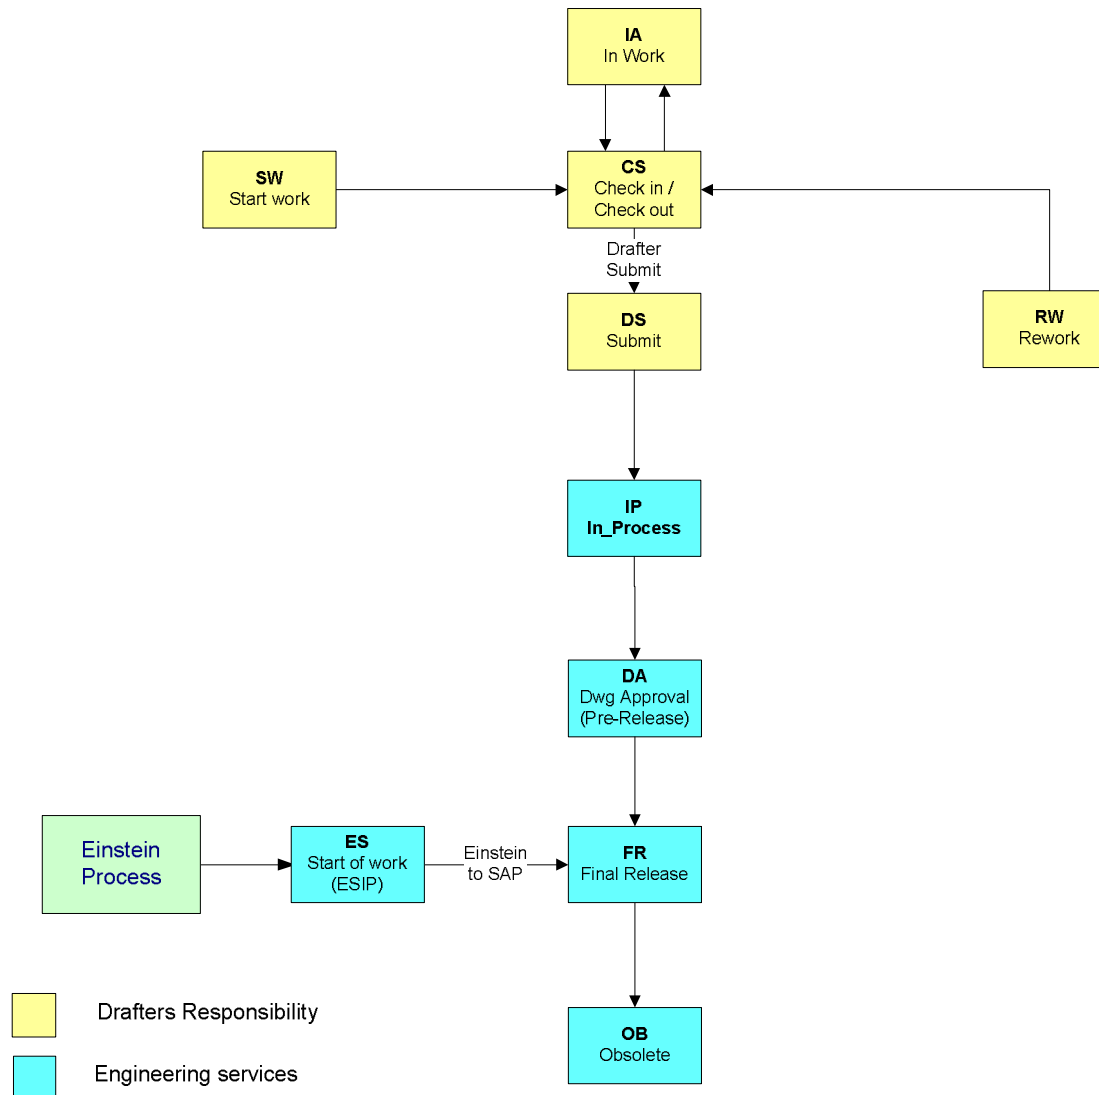 IA
In Work
SW
Start work
CS
Check in /
Check out
Drafter
Submit
DS
Submit
RW
Rework
IP
In_Process
DA
Dwg Approval
(Pre-Release)
Einstein
Process
ES
Start of work
(ESIP)
Einstein
to SAP
FR
Final Release
Drafters Responsibility
OB
Obsolete
Engineering services